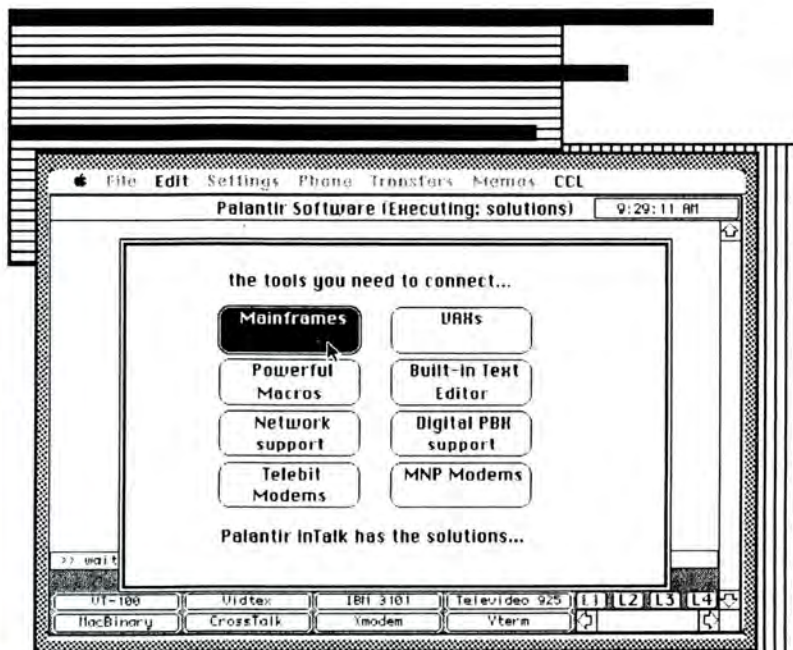 File Edit Settings Phone Transfers Memos CCL
Palantir Software (Executing: solutions) 9:29:11 AM
the tools you need to connect...
Mainframes VAXs
Powerful Macros
Built-in Text Editor
Network support
Digital PBX support
Telebit Modems
MNP Modems
Palantir InTalk has the solutions...
>> wait
VT-100 Vidtex IBM 3101 Televideo 925 L1 L2 L3 L4
MacBinary CrossTalk Xmodem Vterm